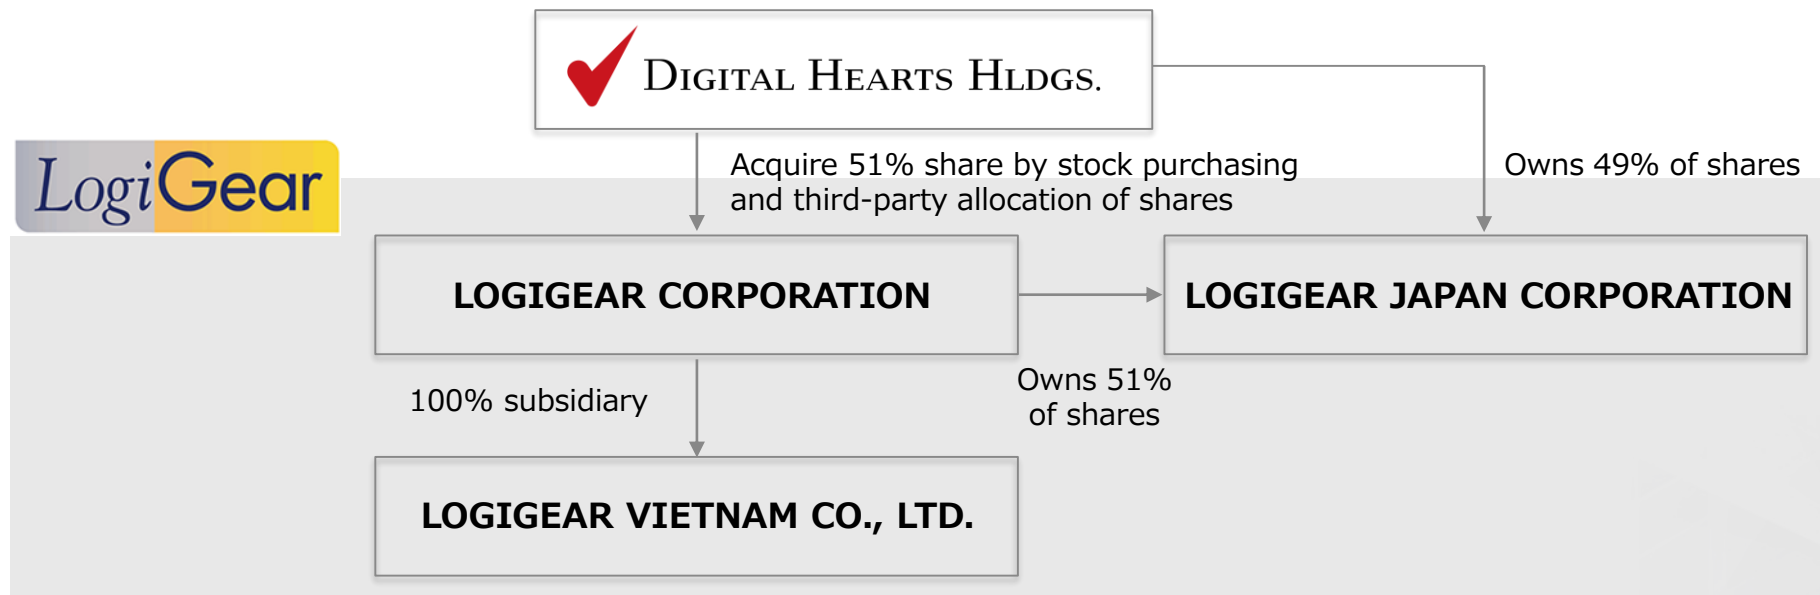 DIGITAL HEARTS HLDGS.
LogiGear
Acquire 51% share by stock purchasing
and third-party allocation of shares
Owns 49% of shares
LOGIGEAR CORPORATION
LOGIGEAR JAPAN CORPORATION
100% subsidiary
Owns 51%
of shares
LOGIGEAR VIETNAM CO., LTD.